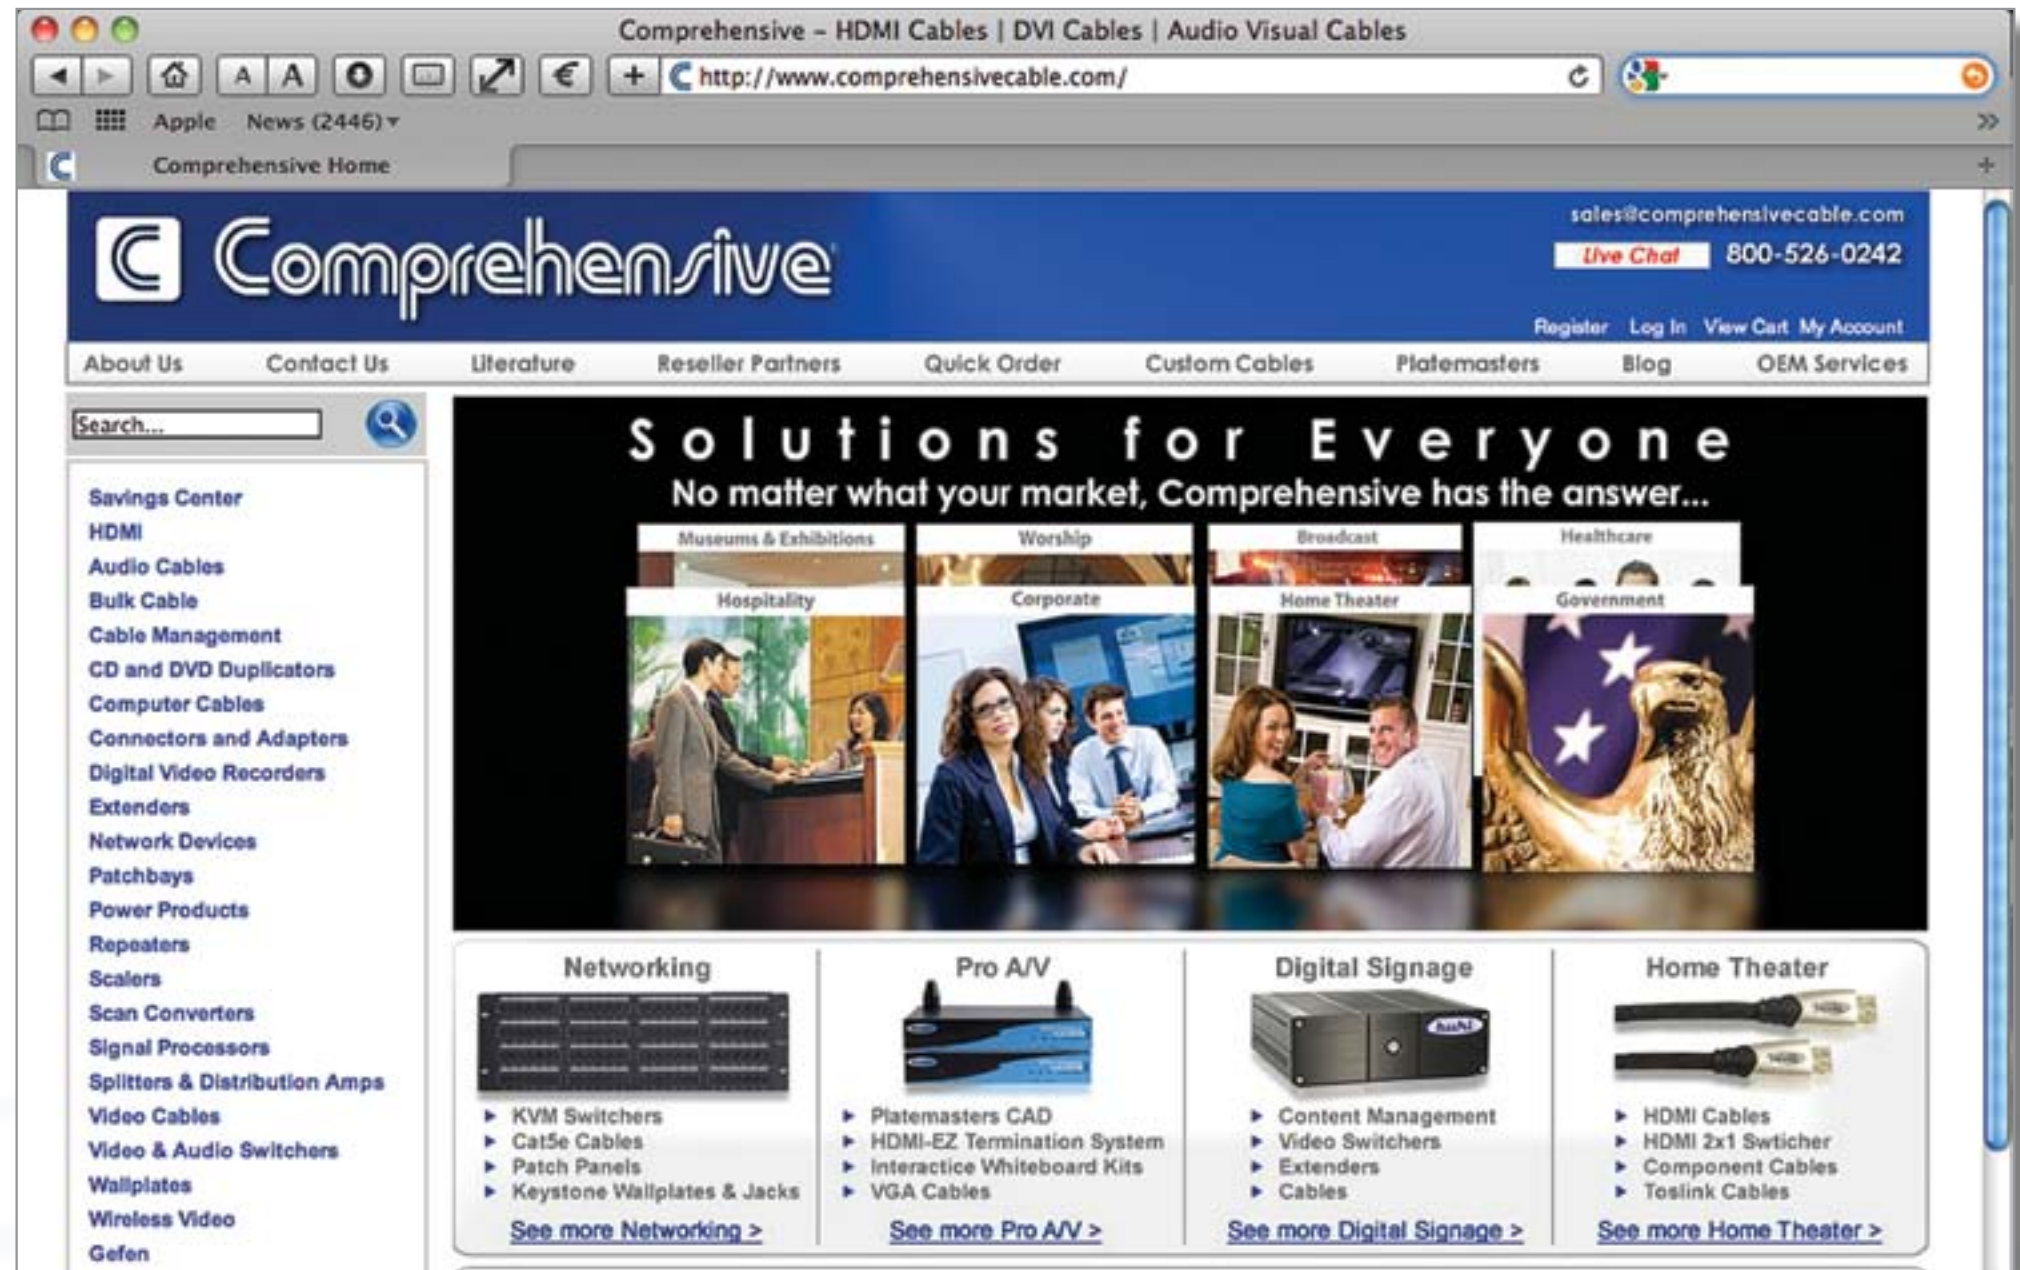 Comprehensive – HDMI Cables | DVI Cables | Audio Visual Cables
A A € + http://www.comprehensivecable.com/
Apple News (2446)
Comprehensive Home
sales@comprehensivecable.com
C Comprehensive
Live Chat 800-526-0242
Register Log In View Cart My Account
About Us Contact Us Literature Reseller Partners Quick Order Custom Cables Platemasters Blog OEM Services
Search...
Savings Center
HDMI
Audio Cables
Bulk Cable
Cable Management
CD and DVD Duplicators
Computer Cables
Connectors and Adapters
Digital Video Recorders
Extenders
Network Devices
Patchbays
Power Products
Repeaters
Scalers
Scan Converters
Signal Processors
Splitters & Distribution Amps
Video Cables
Video & Audio Switchers
Wallplates
Wireless Video
Gefen
Solutions for Everyone
No matter what your market, Comprehensive has the answer...
Museums & Exhibitions Worship Broadcast Healthcare
Hospitality Corporate Home Theater Government
Networking
KVM Switchers
Cat5e Cables
Patch Panels
Keystone Wallplates & Jacks
See more Networking >
Pro A/V
Platemasters CAD
HDMI-EZ Termination System
Interactice Whiteboard Kits
VGA Cables
See more Pro A/V >
Digital Signage
Content Management
Video Switchers
Extenders
Cables
See more Digital Signage >
Home Theater
HDMI Cables
HDMI 2x1 Swticher
Component Cables
Toslink Cables
See more Home Theater >